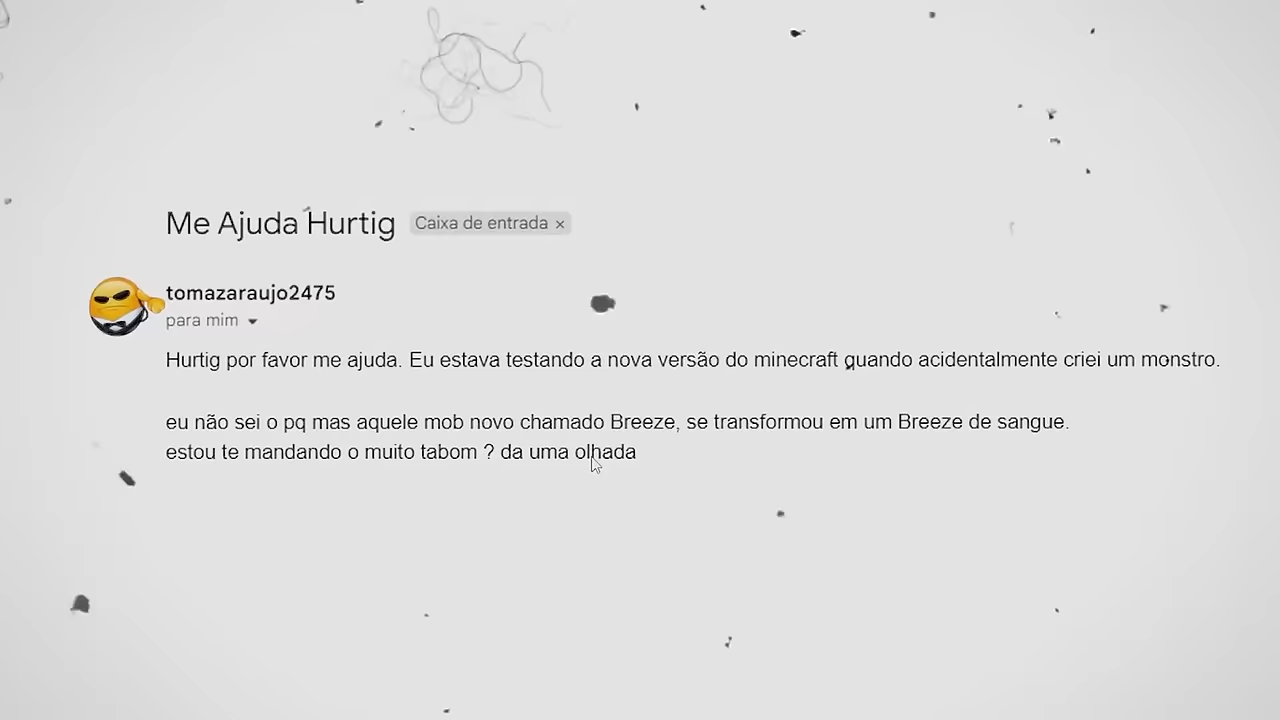 Me Ajuda Hurtig Caixa de entrada ×
tomazaraujo2475
para mim
Hurtig por favor me ajuda. Eu estava testando a nova versão do minecraft quando acidentalmente criei um monstro.
eu não sei o pq mas aquele mob novo chamado Breeze, se transformou em um Breeze de sangue.
estou te mandando o muito tabom ? da uma olhada